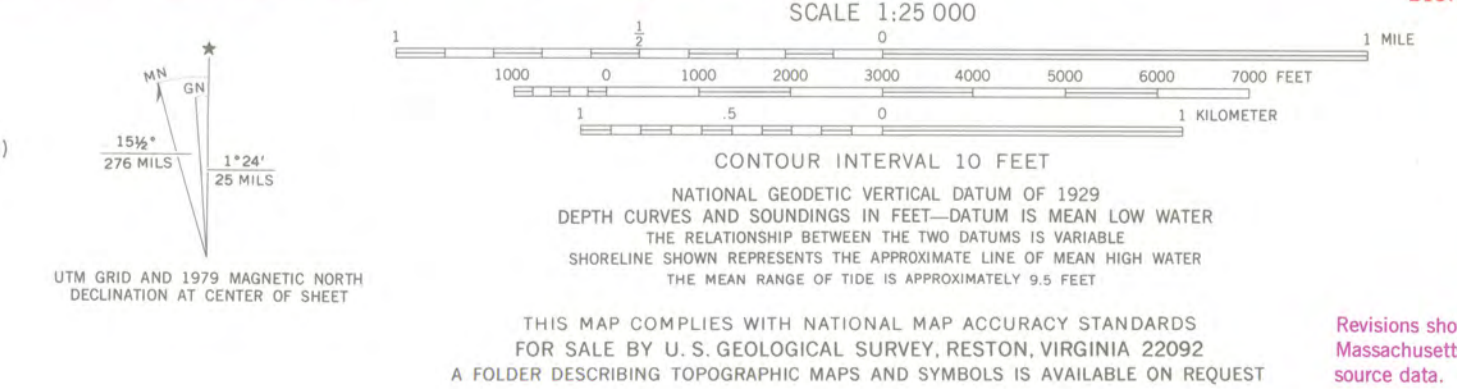 SCALE 1:25 000
1 ½ 0 1 MILE
1000 0 1000 2000 3000 4000 5000 6000 7000 FEET
1 .5 0 1 KILOMETER
MN
GN
15½°
276 MILS
1°24′
25 MILS
)
UTM GRID AND 1979 MAGNETIC NORTH
DECLINATION AT CENTER OF SHEET
CONTOUR INTERVAL 10 FEET
NATIONAL GEODETIC VERTICAL DATUM OF 1929
DEPTH CURVES AND SOUNDINGS IN FEET—DATUM IS MEAN LOW WATER
THE RELATIONSHIP BETWEEN THE TWO DATUMS IS VARIABLE
SHORELINE SHOWN REPRESENTS THE APPROXIMATE LINE OF MEAN HIGH WATER
THE MEAN RANGE OF TIDE IS APPROXIMATELY 9.5 FEET
THIS MAP COMPLIES WITH NATIONAL MAP ACCURACY STANDARDS
FOR SALE BY U. S. GEOLOGICAL SURVEY, RESTON, VIRGINIA 22092
A FOLDER DESCRIBING TOPOGRAPHIC MAPS AND SYMBOLS IS AVAILABLE ON REQUEST
Revisions sho
Massachusett
source data.